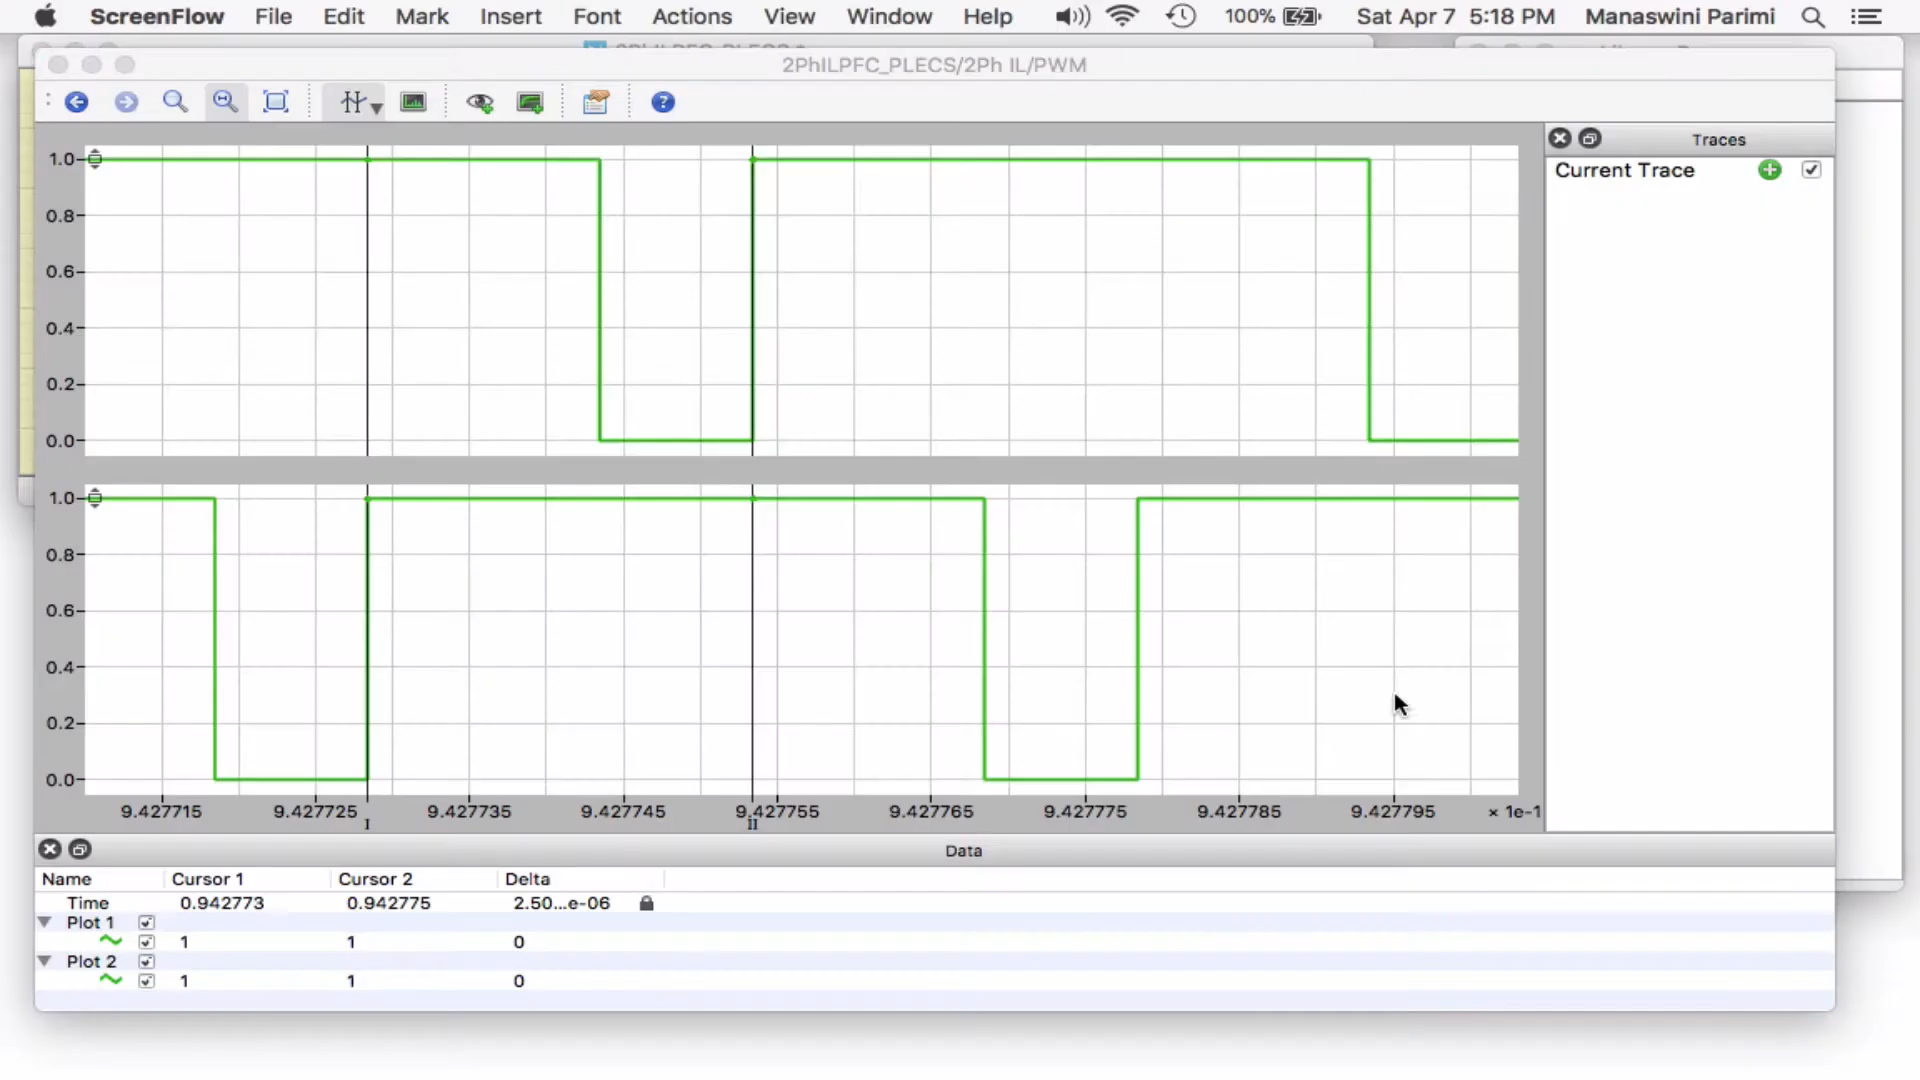 ScreenFlow File Edit Mark Insert Font Actions View Window Help 100% Sat Apr 7 5:18 PM Manaswini Parimi
2PhILPFC_PLECS/2Ph IL/PWM
Traces
Current Trace
1.0
0.8
0.6
0.4
0.2
0.0
1.0
0.8
0.6
0.4
0.2
0.0
9.427715 9.427725 9.427735 9.427745 9.427755 9.427765 9.427775 9.427785 9.427795 × 1e-1
I II
Data
Name Cursor 1 Cursor 2 Delta
Time 0.942773 0.942775 2.50...e-06
Plot 1
1 1 0
Plot 2
1 1 0